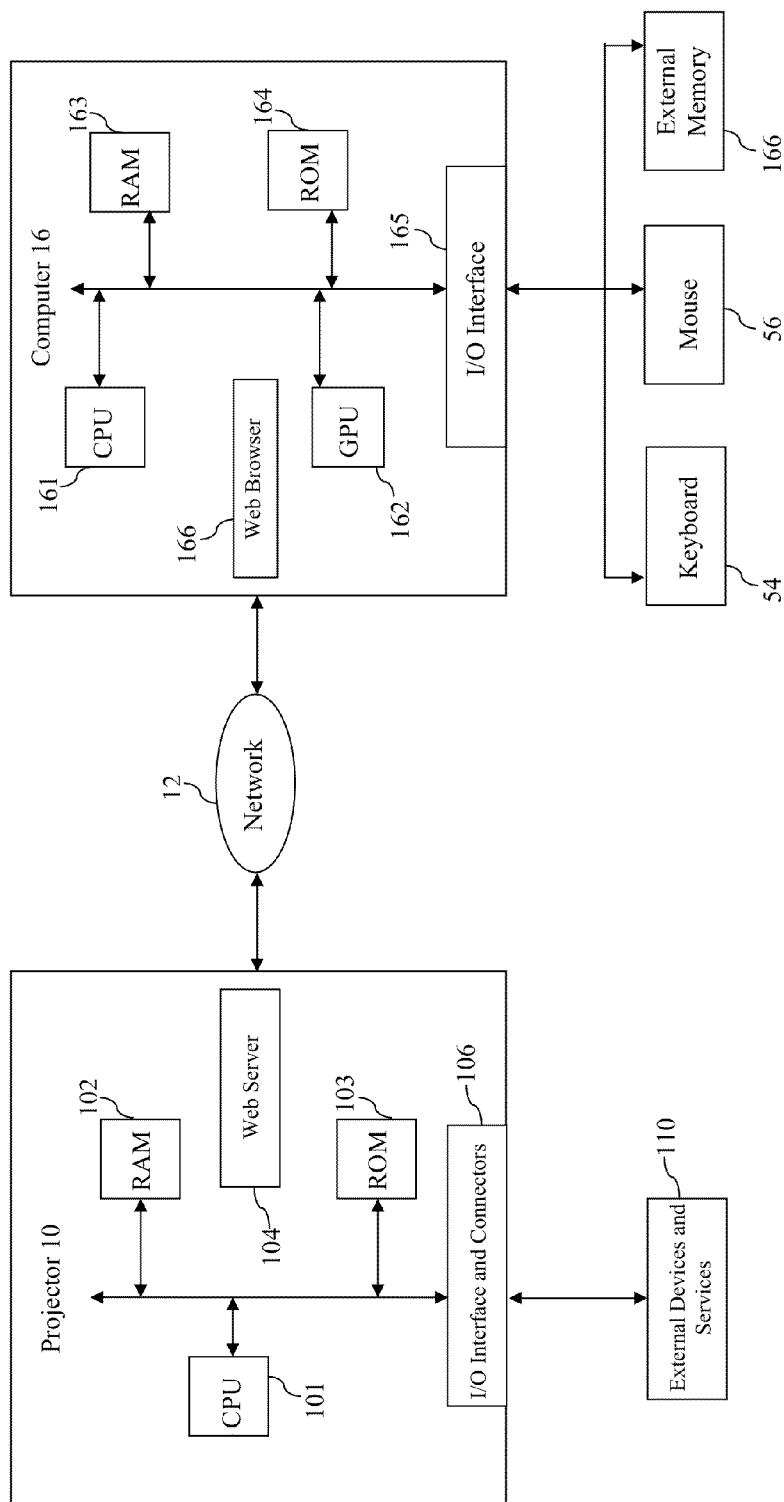 Projector 10
CPU
101
RAM
102
Web Server
104
ROM
103
I/O Interface and Connectors
106
External Devices and
Services
110
Network
12
Computer 16
CPU
161
RAM
163
Web Browser
166
GPU
162
ROM
164
I/O Interface
165
Keyboard
54
Mouse
56
External
Memory
166